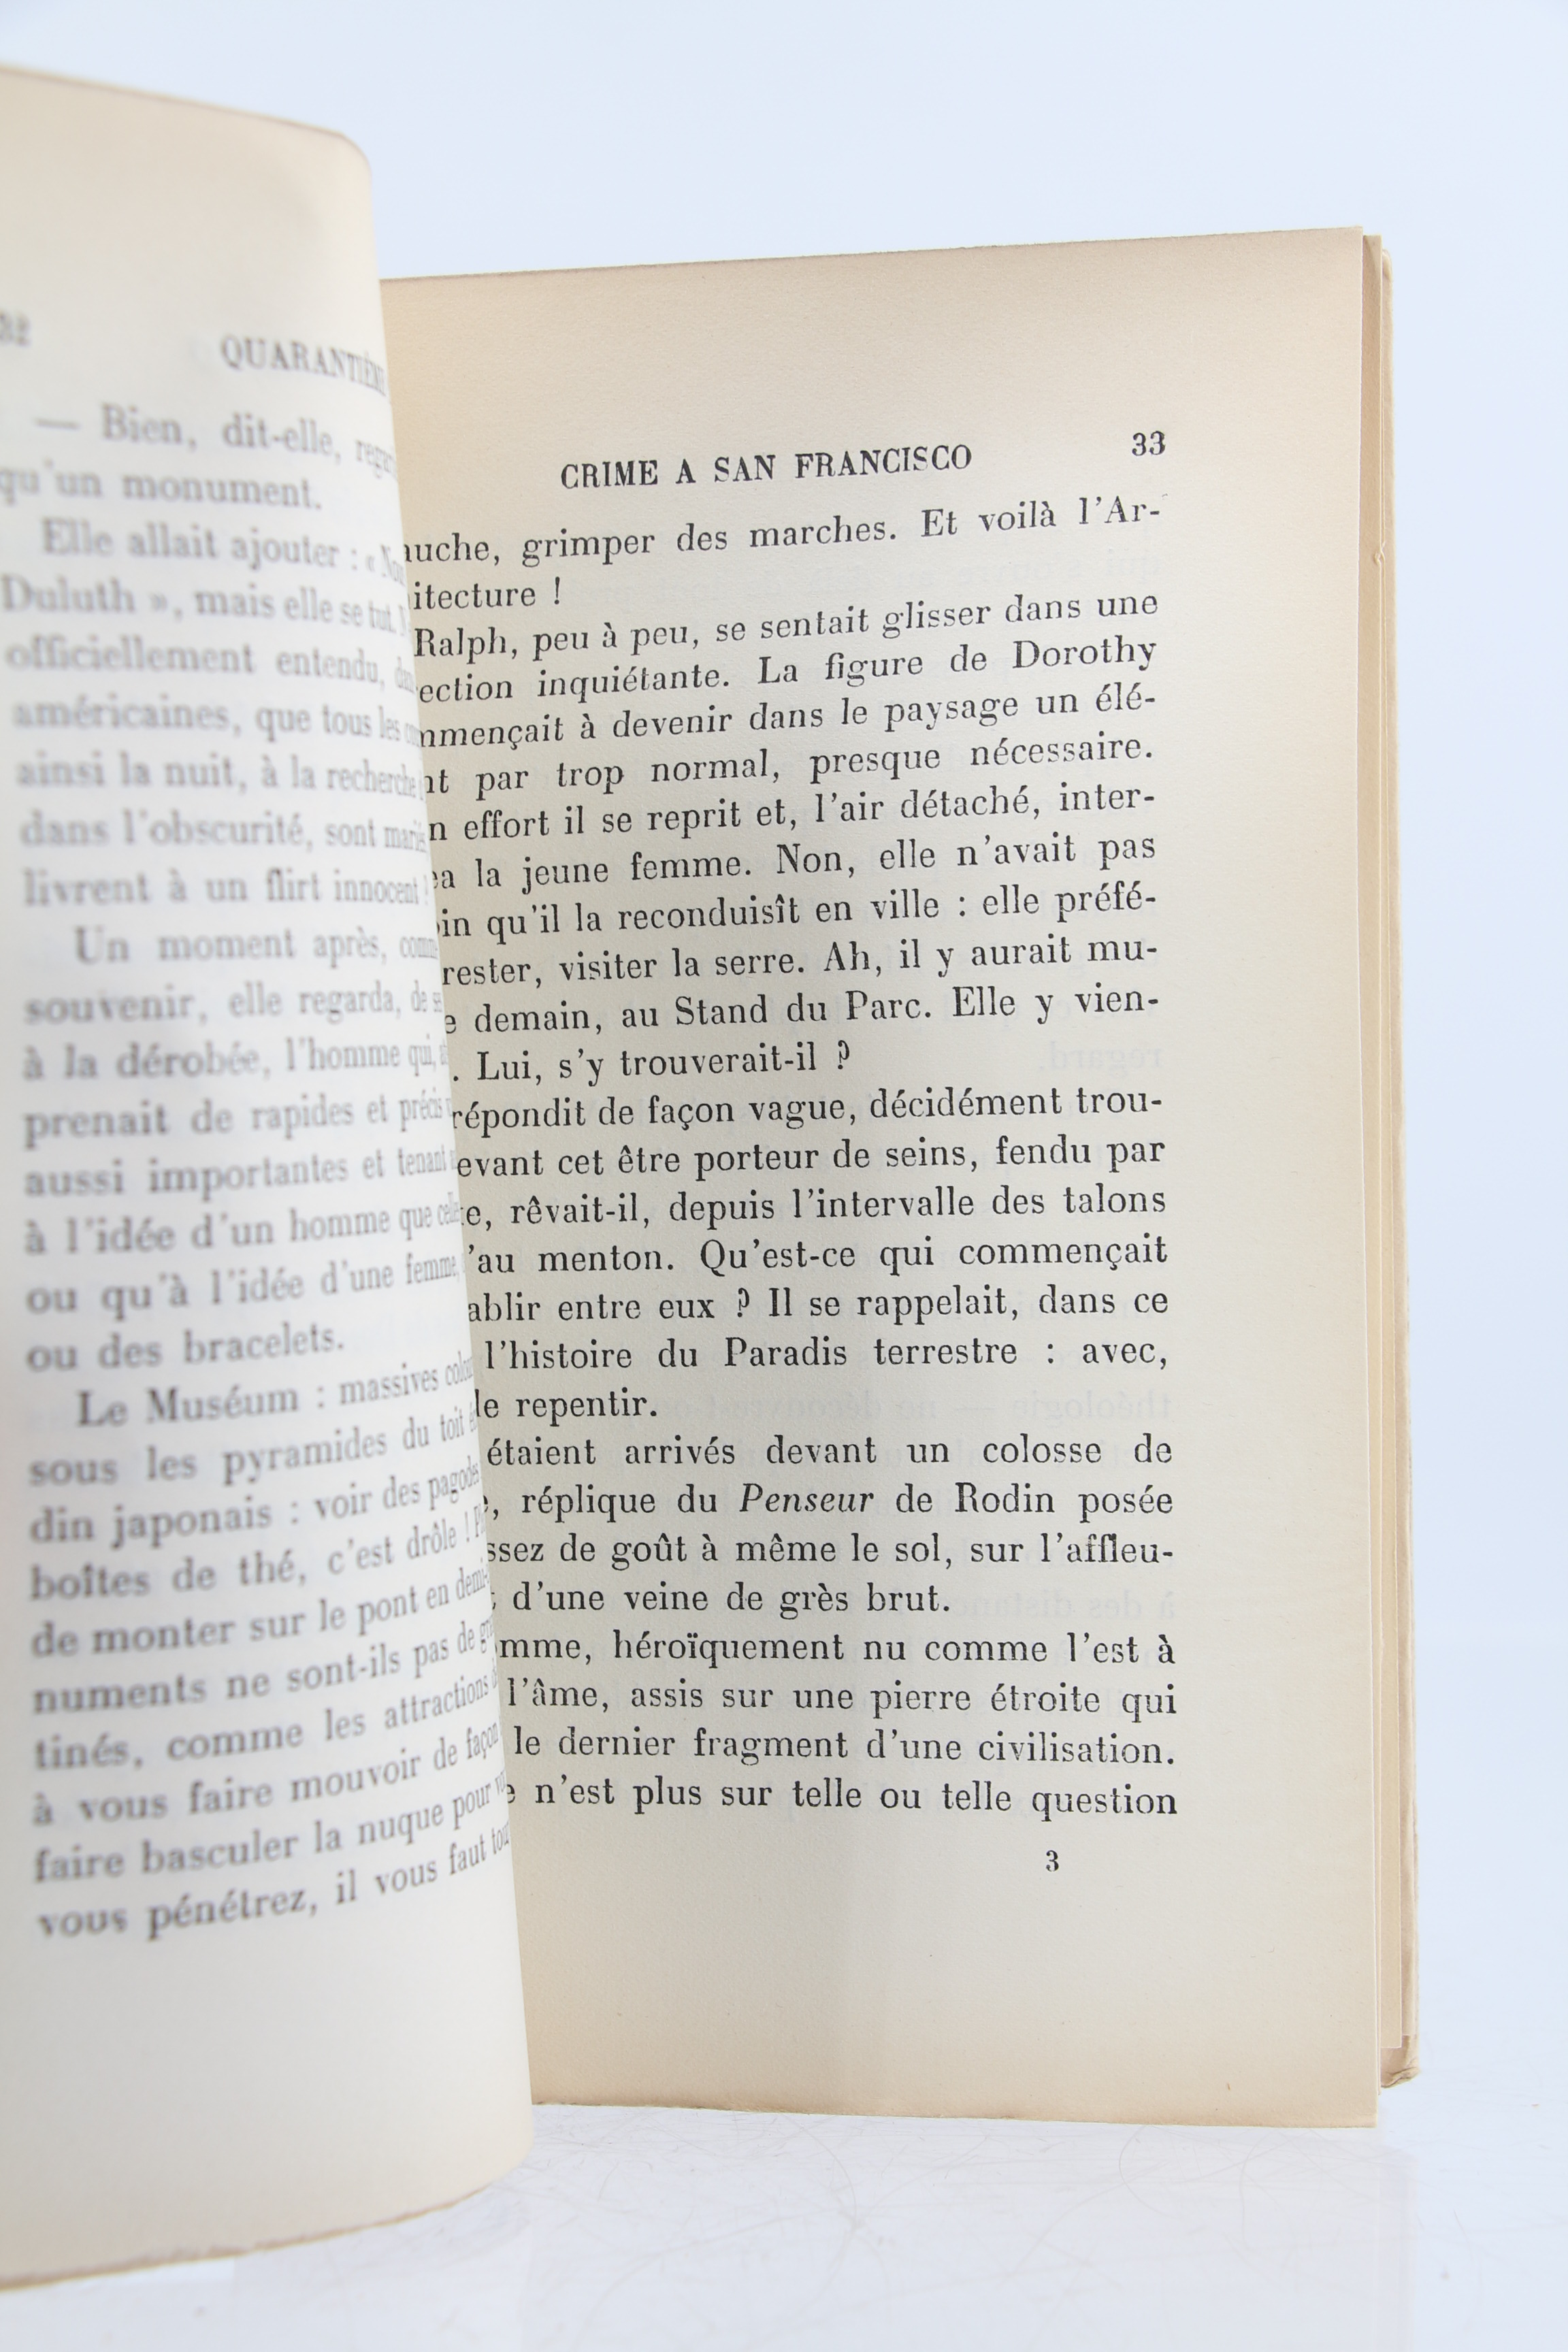 32 QUARANTIÈME
— Bien, dit-elle,
qu'un monument.
Elle allait ajouter : «
Duluth », mais elle se tut.
officiellement entendu,
américaines, que tous les
ainsi la nuit, à la recherche
dans l'obscurité, sont
livrent à un flirt innocent !
Un moment après,
souvenir, elle regarda, de
à la dérobée, l'homme qui,
prenait de rapides et précis
aussi importantes et tenant
à l'idée d'un homme que
ou qu'à l'idée d'une femme,
ou des bracelets.
Le Muséum : massives
sous les pyramides du toit
din japonais : voir des pagodes
boîtes de thé, c'est drôle !
de monter sur le pont en
numents ne sont-ils pas de
tinés, comme les attractions
à vous faire mouvoir de façon
faire basculer la nuque pour
vous pénétrez, il vous faut
CRIME A SAN FRANCISCO 33
auche, grimper des marches. Et voilà l'Ar-
itecture !
Ralph, peu à peu, se sentait glisser dans une
ection inquiétante. La figure de Dorothy
mmençait à devenir dans le paysage un élé-
nt par trop normal, presque nécessaire.
n effort il se reprit et, l'air détaché, inter-
ea la jeune femme. Non, elle n'avait pas
oin qu'il la reconduisît en ville : elle préfé-
rester, visiter la serre. Ah, il y aurait mu-
e demain, au Stand du Parc. Elle y vien-
. Lui, s'y trouverait-il ?
répondit de façon vague, décidément trou-
evant cet être porteur de seins, fendu par
te, rêvait-il, depuis l'intervalle des talons
'au menton. Qu'est-ce qui commençait
ablir entre eux ? Il se rappelait, dans ce
l'histoire du Paradis terrestre : avec,
le repentir.
étaient arrivés devant un colosse de
e, réplique du Penseur de Rodin posée
ssez de goût à même le sol, sur l'affleu-
t d'une veine de grès brut.
omme, héroïquement nu comme l'est à
l'âme, assis sur une pierre étroite qui
le dernier fragment d'une civilisation.
e n'est plus sur telle ou telle question
3